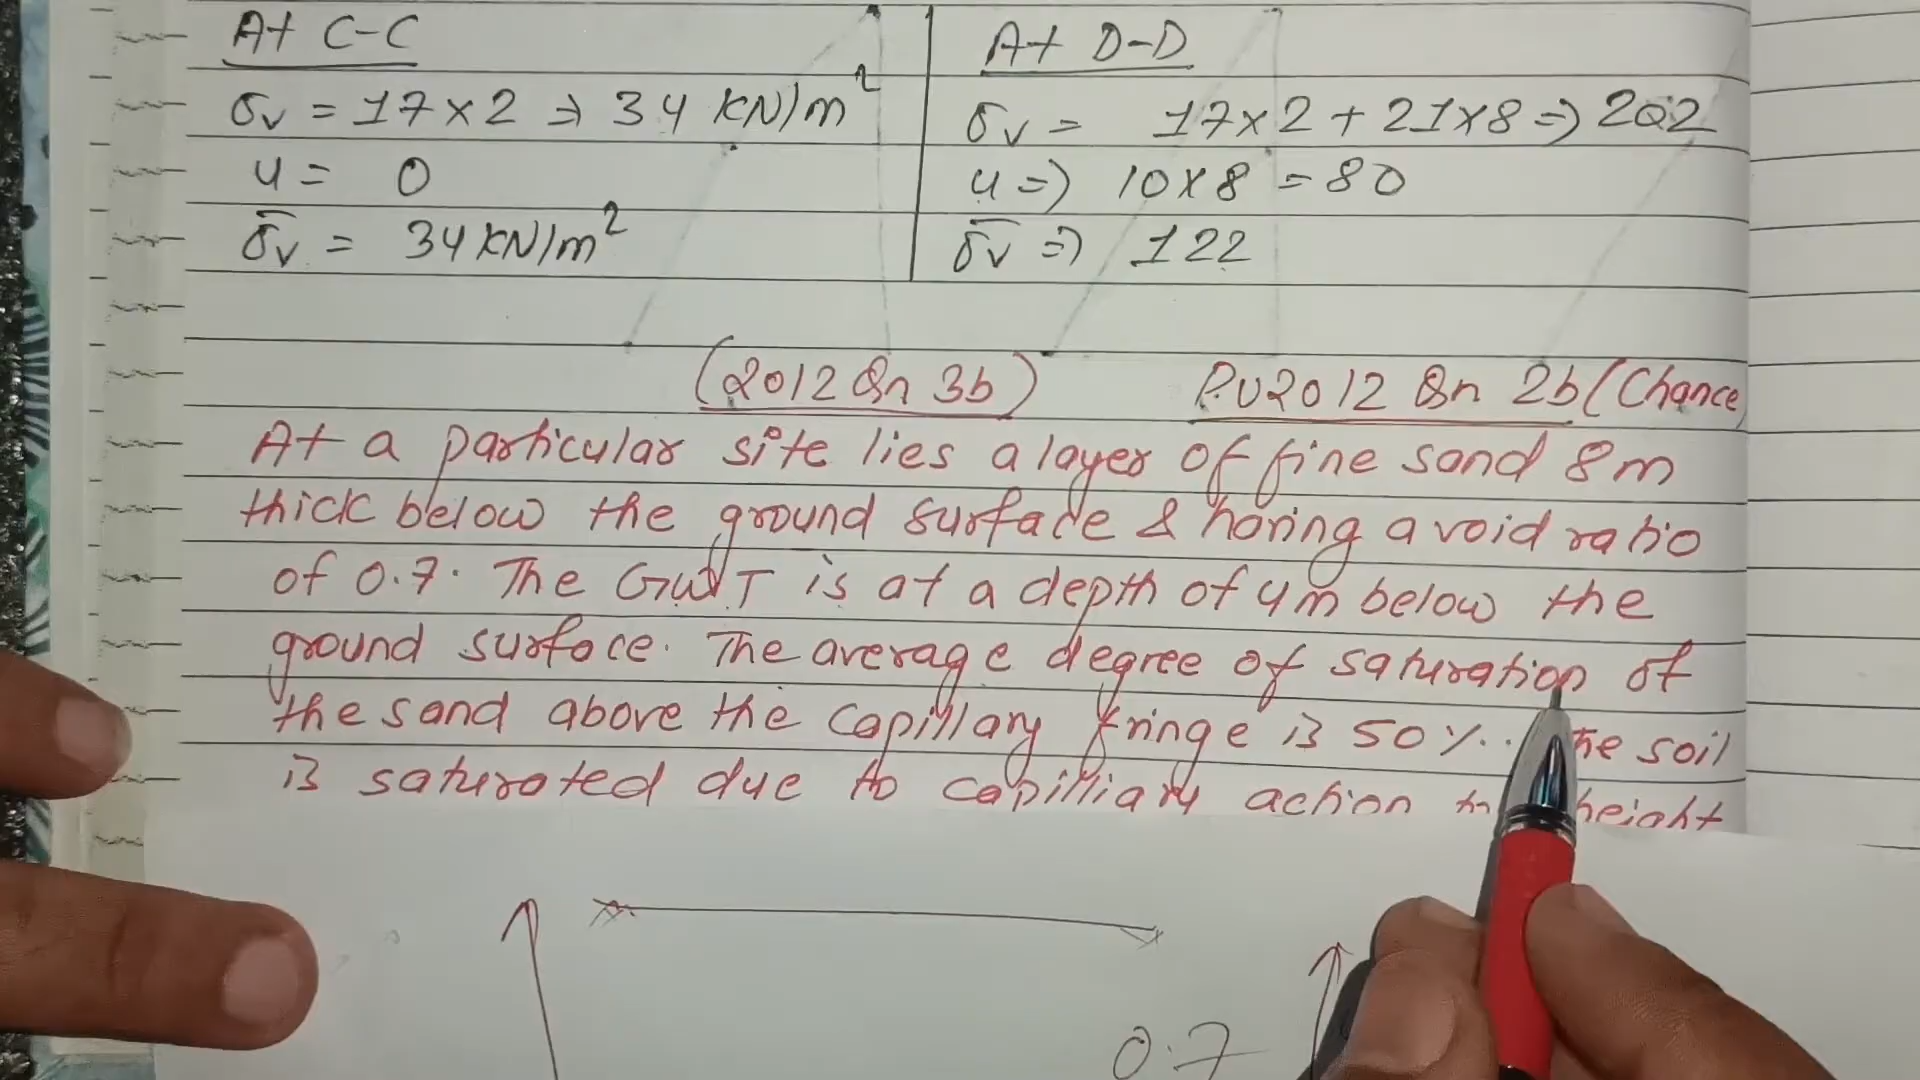 At C-C
σv = 17×2 ⇒ 34 KN/m²
u = 0
σ̅v = 34 KN/m²
At D-D
σv = 17×2 + 21×8 ⇒ 202
u ⇒ 10×8 = 80
σ̅v ⇒ 122
(2012 Qn 3b) P.U 2012 Qn 2b (Chance)
At a particular site lies a layer of fine sand 8m
thick below the ground surface & having a void ratio
of 0.7. The GWT is at a depth of 4m below the
ground surface. The average degree of saturation of
the sand above the capillary fringe is 50%. The soil
is saturated due to capilliary action to height
0.7